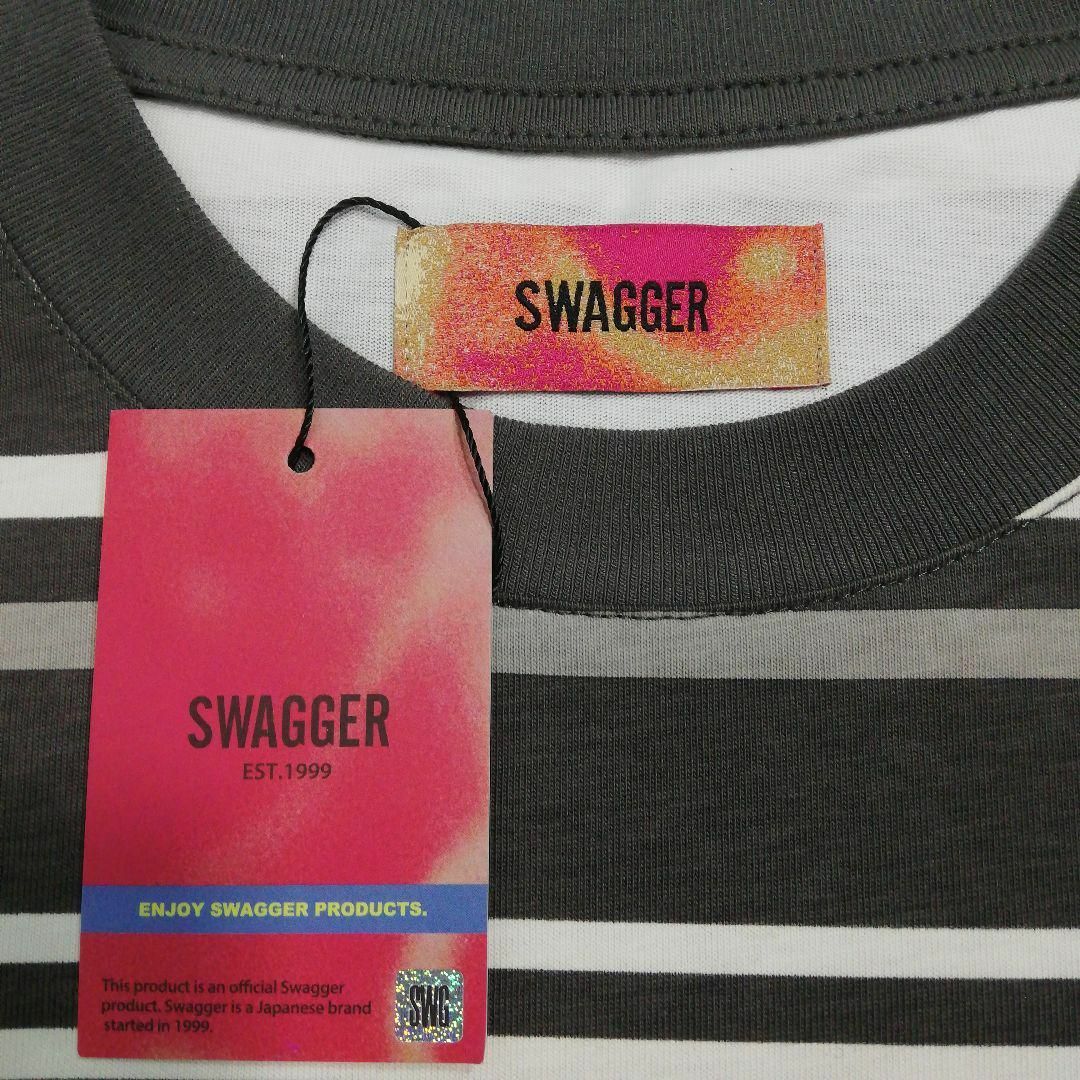 SWAGGER
SWAGGER
EST.1999
ENJOY SWAGGER PRODUCTS.
This product is an official Swagger
product. Swagger is a Japanese brand
started in 1999.
SWG